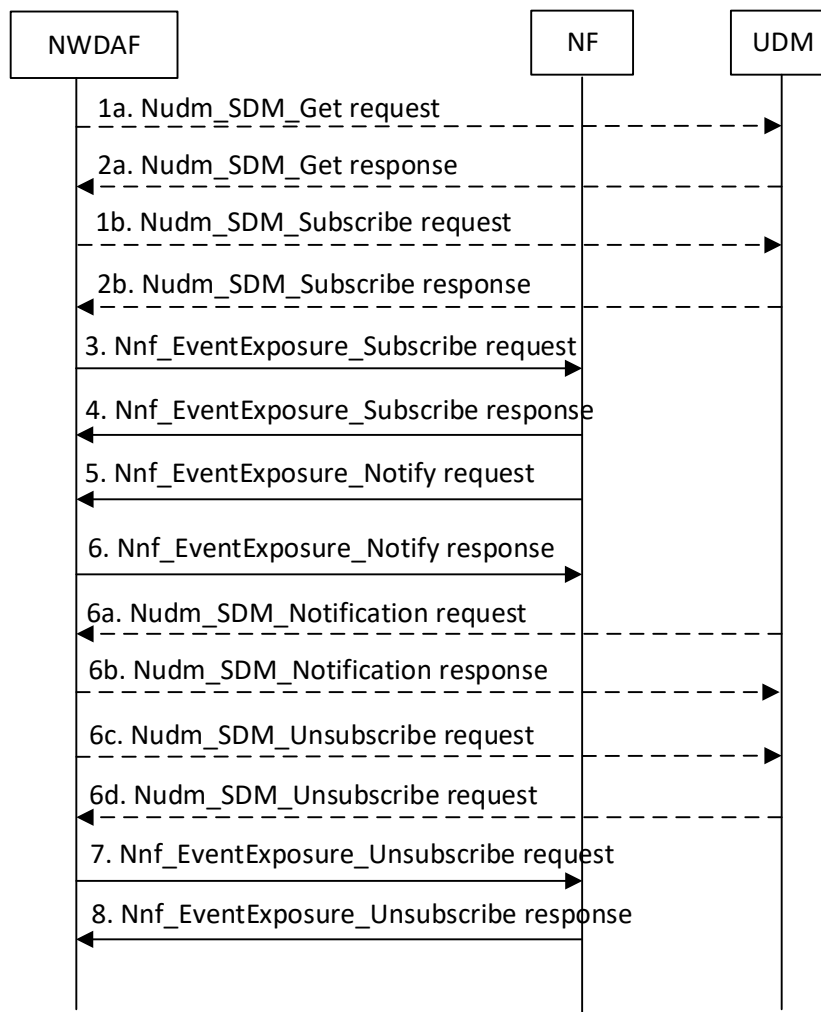 NWDAF
NF
UDM
1a. Nudm_SDM_Get request
2a. Nudm_SDM_Get response
1b. Nudm_SDM_Subscribe request
2b. Nudm_SDM_Subscribe response
3. Nnf_EventExposure_Subscribe request
4. Nnf_EventExposure_Subscribe response
5. Nnf_EventExposure_Notify request
6. Nnf_EventExposure_Notify response
6a. Nudm_SDM_Notification request
6b. Nudm_SDM_Notification response
6c. Nudm_SDM_Unsubscribe request
6d. Nudm_SDM_Unsubscribe request
7. Nnf_EventExposure_Unsubscribe request
8. Nnf_EventExposure_Unsubscribe response